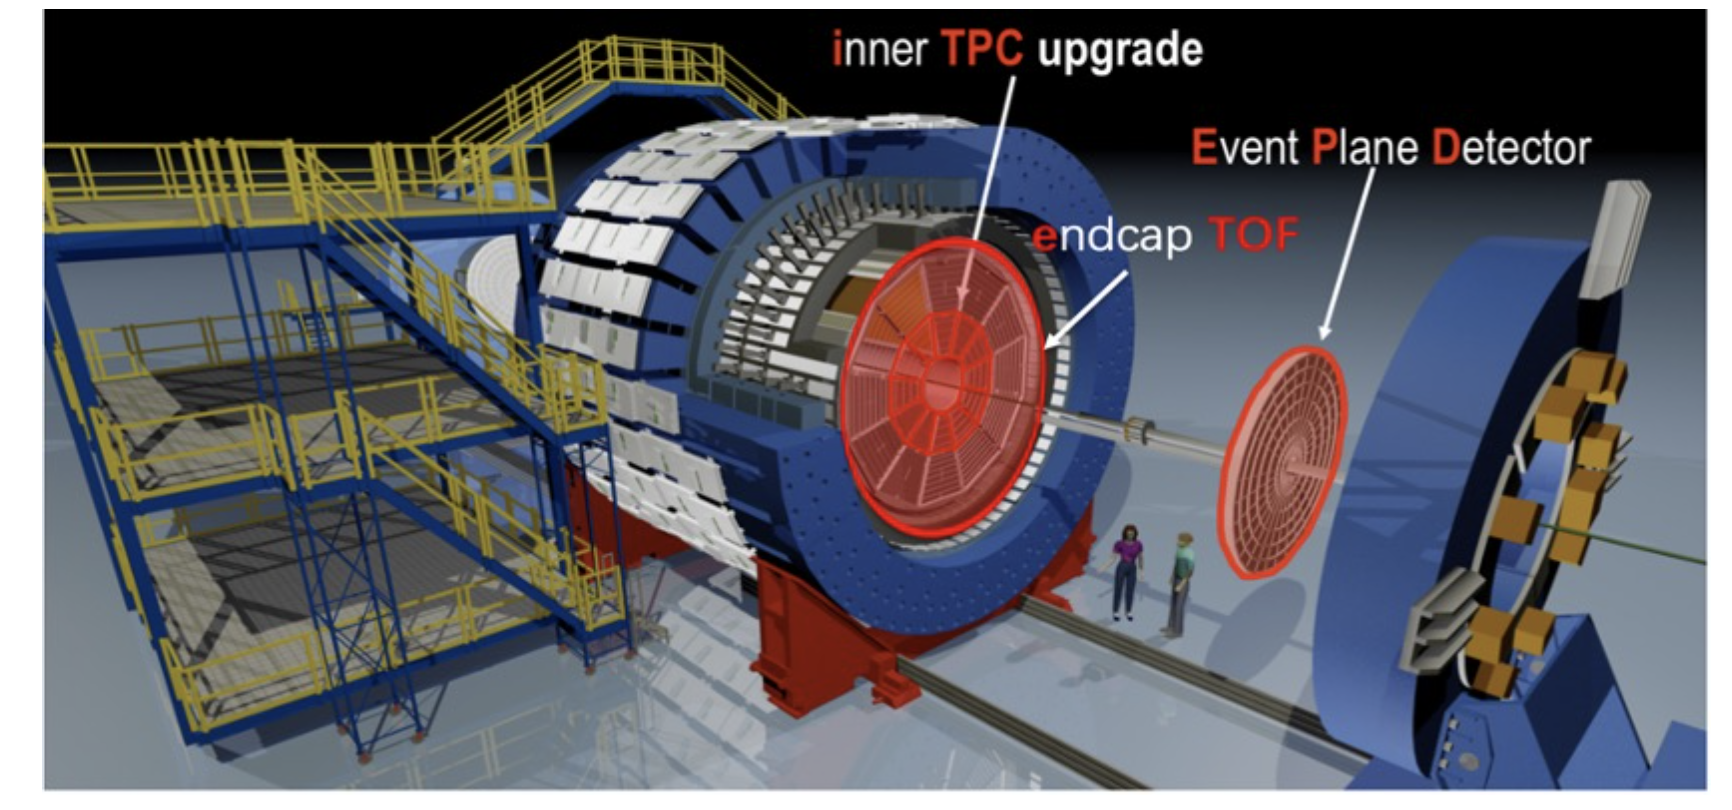 inner TPC upgrade
Event Plane Detector
endcap TOF